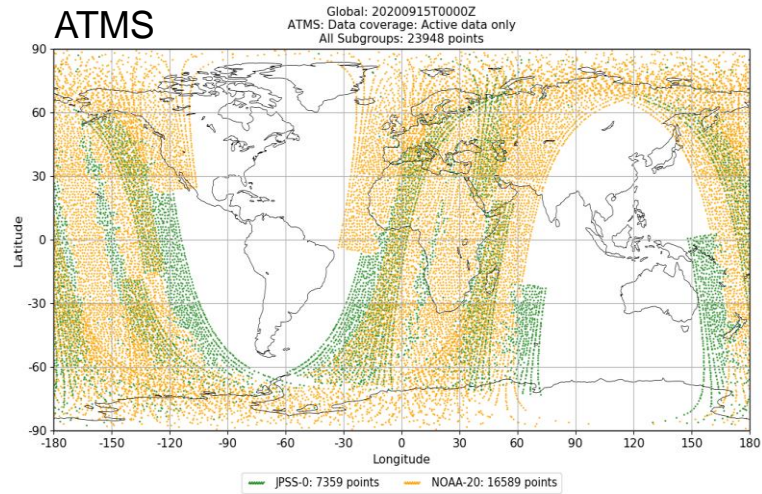 ATMS
Global: 20200915T0000Z
ATMS: Data coverage: Active data only
All Subgroups: 23948 points
90
60
30
0
-30
-60
-90
Latitude
-180 -150 -120 -90 -60 -30 0 30 60 90 120 150 180
Longitude
JPSS-0: 7359 points NOAA-20: 16589 points